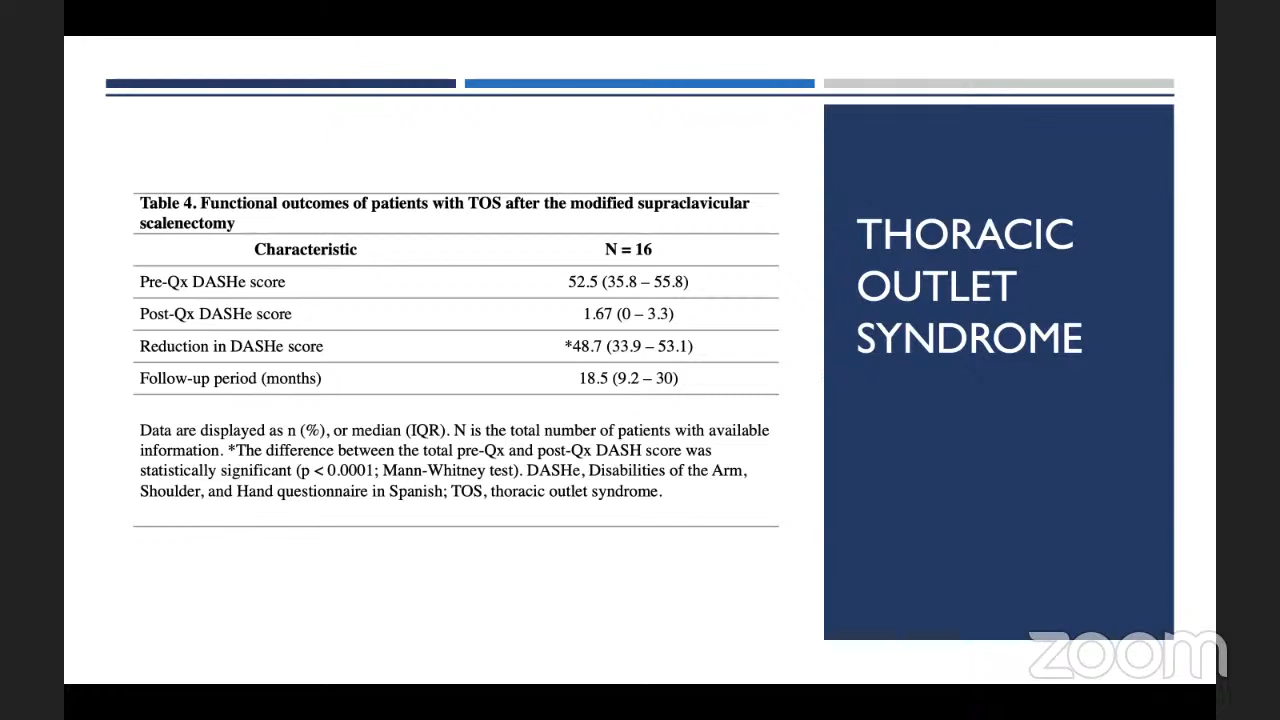 Table 4. Functional outcomes of patients with TOS after the modified supraclavicular
scalenectomy
Characteristic N = 16
Pre-Qx DASHe score 52.5 (35.8 – 55.8)
Post-Qx DASHe score 1.67 (0 – 3.3)
Reduction in DASHe score *48.7 (33.9 – 53.1)
Follow-up period (months) 18.5 (9.2 – 30)
Data are displayed as n (%), or median (IQR). N is the total number of patients with available
information. *The difference between the total pre-Qx and post-Qx DASH score was
statistically significant (p < 0.0001; Mann-Whitney test). DASHe, Disabilities of the Arm,
Shoulder, and Hand questionnaire in Spanish; TOS, thoracic outlet syndrome.
THORACIC
OUTLET
SYNDROME
zoom